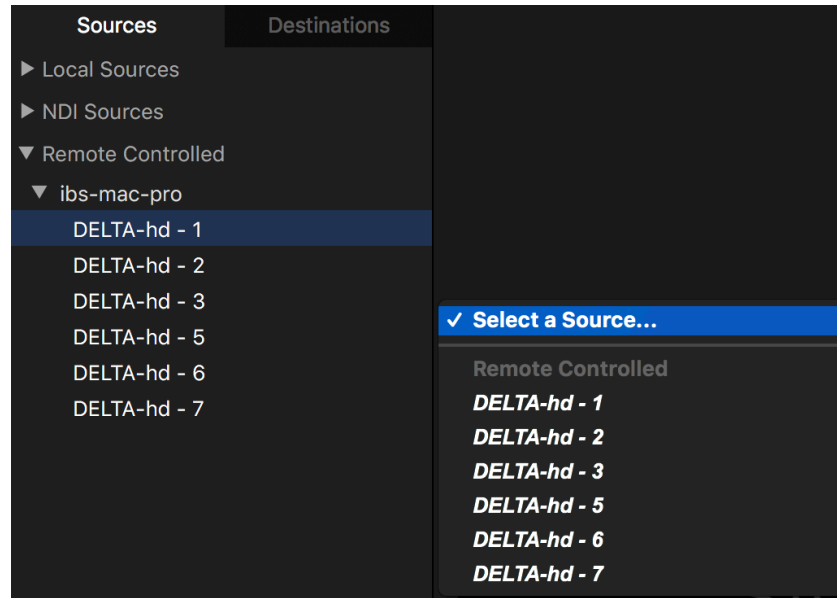 Sources
Destinations
Local Sources
NDI Sources
Remote Controlled
ibs-mac-pro
DELTA-hd - 1
DELTA-hd - 2
DELTA-hd - 3
DELTA-hd - 5
DELTA-hd - 6
DELTA-hd - 7
Select a Source...
Remote Controlled
DELTA-hd - 1
DELTA-hd - 2
DELTA-hd - 3
DELTA-hd - 5
DELTA-hd - 6
DELTA-hd - 7